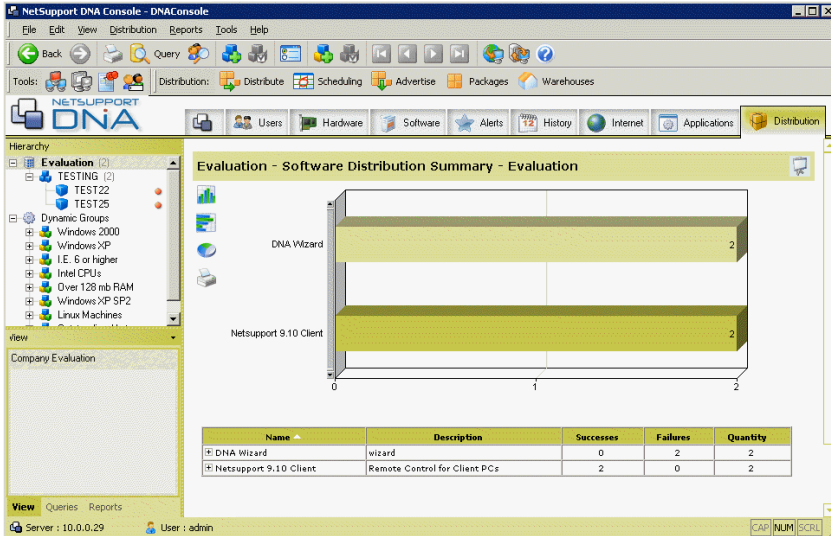 NetSupport DNA Console - DNAConsole
File Edit View Distribution Reports Tools Help
Back Query
Tools: Distribution: Distribute Scheduling Advertise Packages Warehouses
NETSUPPORT DNA Users Hardware Software Alerts History Internet Applications Distribution
Hierarchy
Evaluation (2)
TESTING (2)
TEST22
TEST25
Dynamic Groups
Windows 2000
Windows XP
I.E. 6 or higher
Intel CPUs
Over 128 mb RAM
Windows XP SP2
Linux Machines
View
Company Evaluation
View Queries Reports
Evaluation - Software Distribution Summary - Evaluation
DNA Wizard 2
Netsupport 9.10 Client 2
0 1 2
Name Description Successes Failures Quantity
DNA Wizard wizard 0 2 2
Netsupport 9.10 Client Remote Control for Client PCs 2 0 2
Server : 10.0.0.29 User : admin CAP NUM SCRL